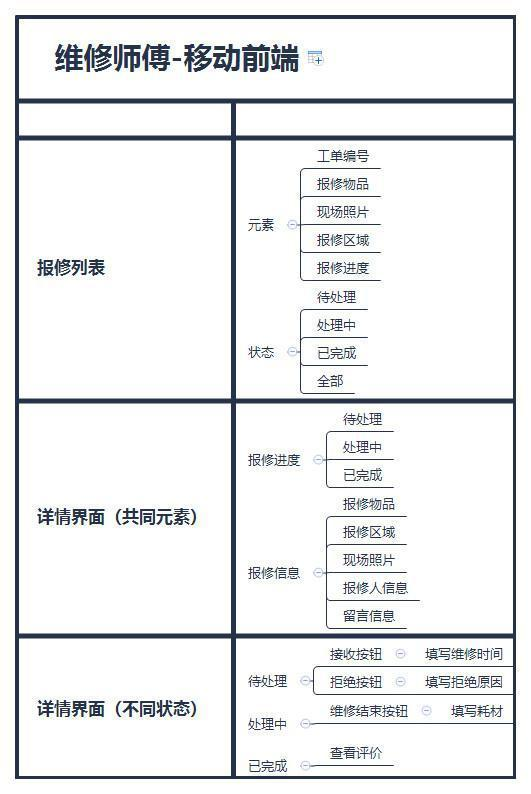 维修师傅-移动前端
报修列表
元素
工单编号
报修物品
现场照片
报修区域
报修进度
状态
待处理
处理中
已完成
全部
详情界面（共同元素）
报修进度
待处理
处理中
已完成
报修信息
报修物品
报修区域
现场照片
报修人信息
留言信息
详情界面（不同状态）
待处理
接收按钮 填写维修时间
拒绝按钮 填写拒绝原因
处理中
维修结束按钮 填写耗材
已完成
查看评价